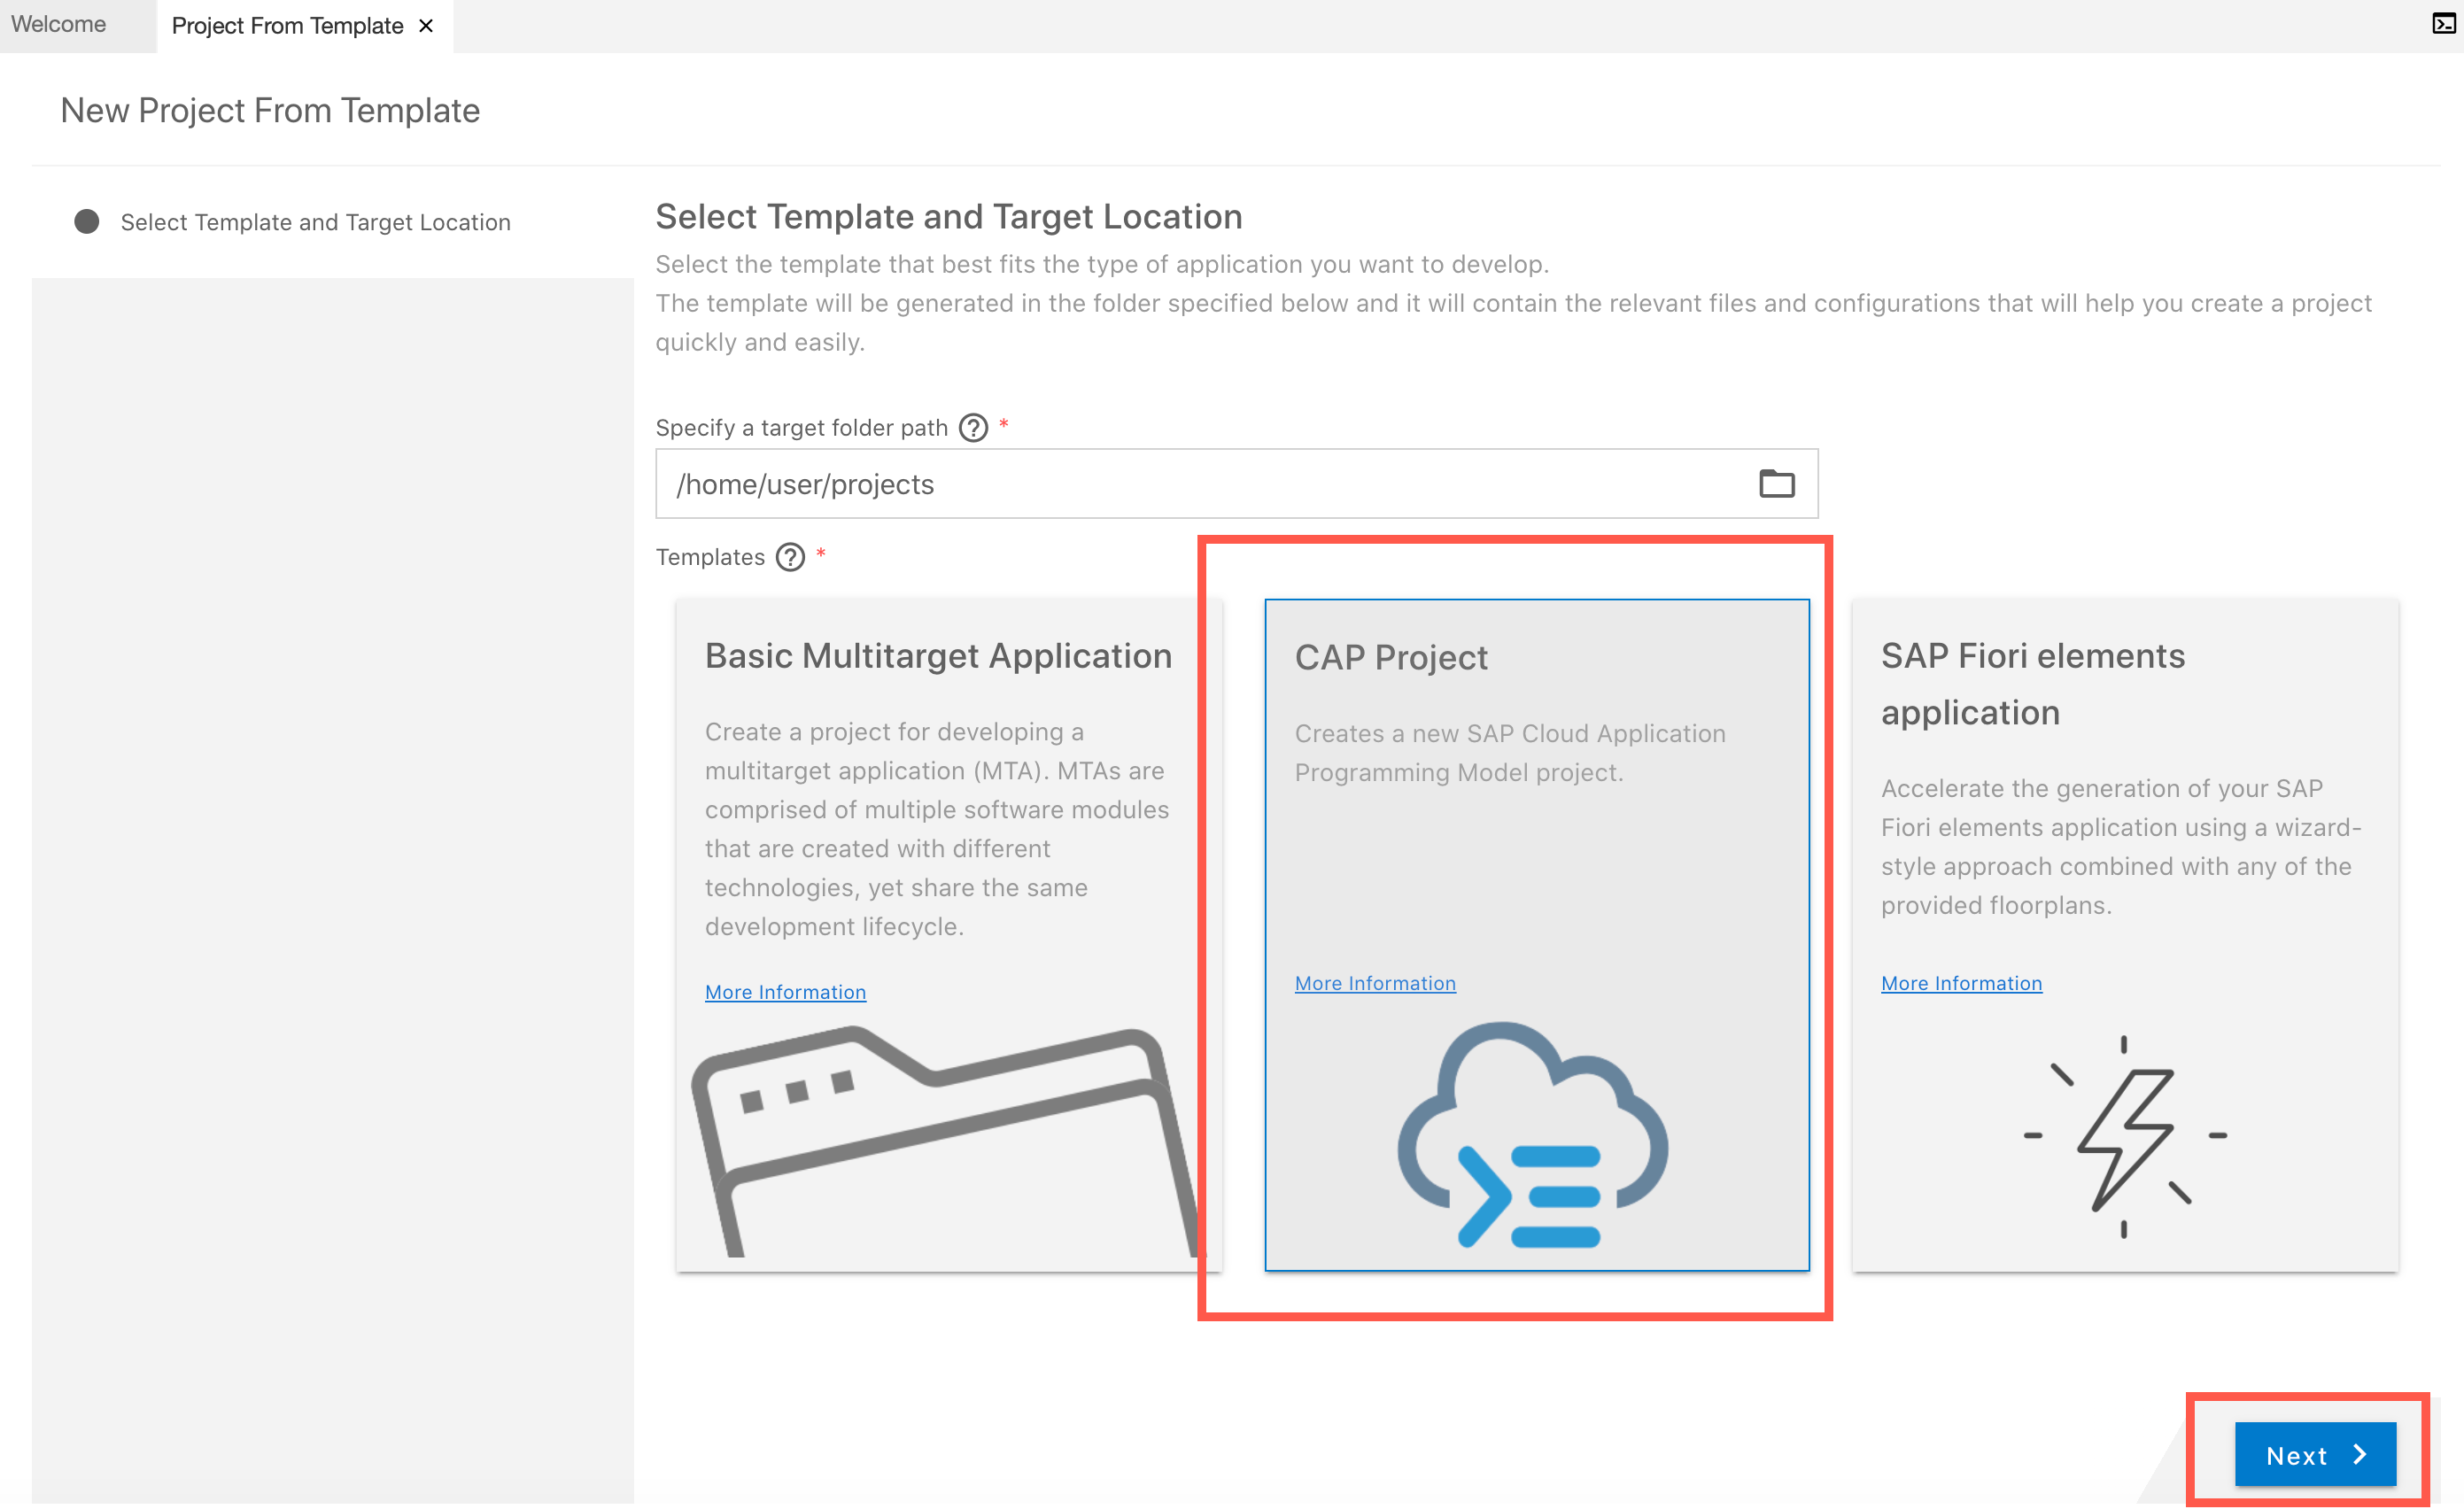 Welcome
Project From Template
New Project From Template
Select Template and Target Location
Select Template and Target Location
Select the template that best fits the type of application you want to develop.
The template will be generated in the folder specified below and it will contain the relevant files and configurations that will help you create a project
quickly and easily.
Specify a target folder path ? *
/home/user/projects
Templates ? *
Basic Multitarget Application
Create a project for developing a
multitarget application (MTA). MTAs are
comprised of multiple software modules
that are created with different
technologies, yet share the same
development lifecycle.
More Information
CAP Project
Creates a new SAP Cloud Application
Programming Model project.
More Information
SAP Fiori elements
application
Accelerate the generation of your SAP
Fiori elements application using a wizard-
style approach combined with any of the
provided floorplans.
More Information
Next